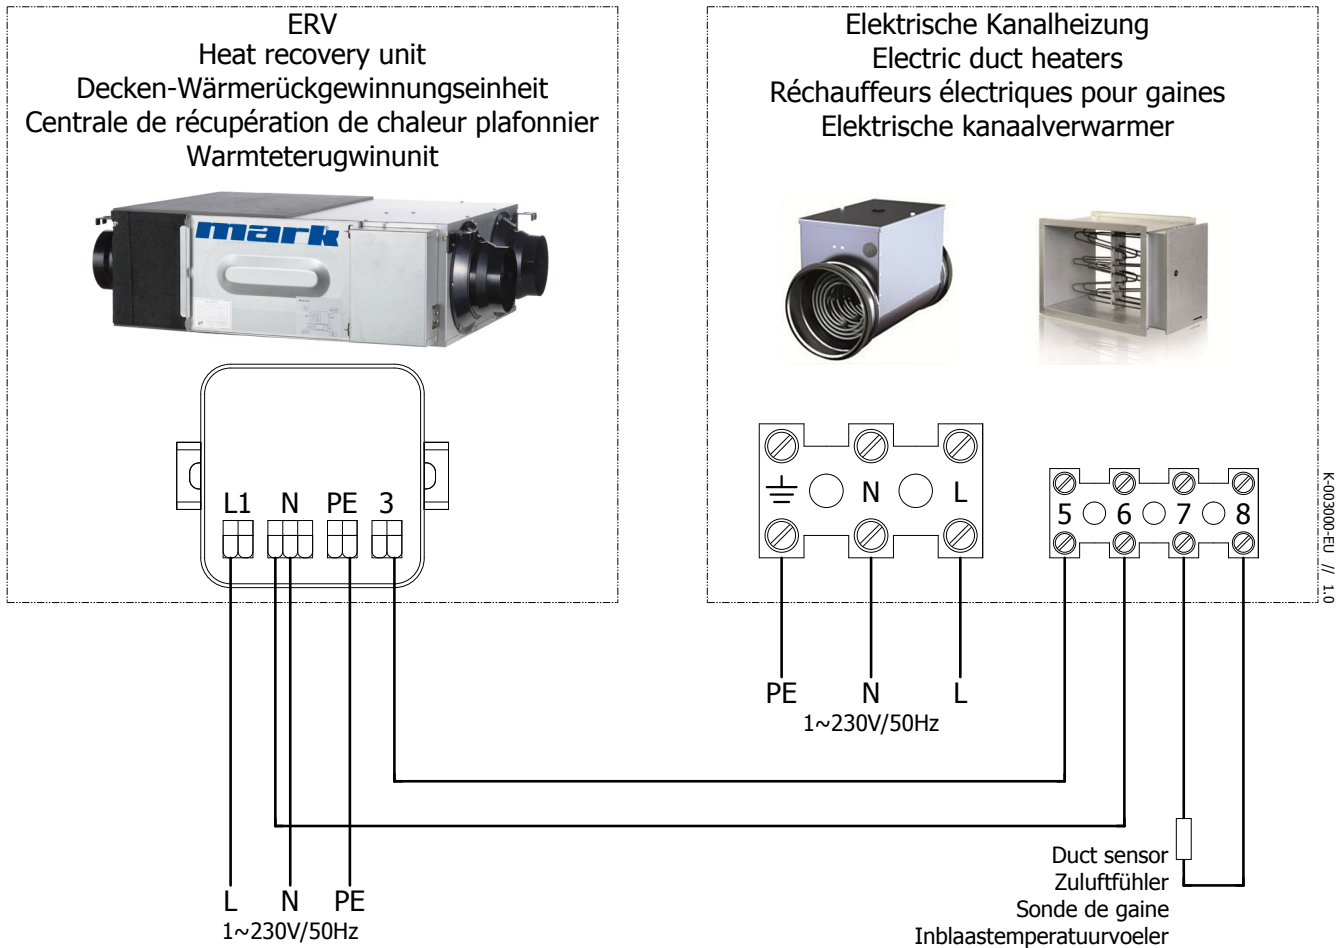 ERV
Heat recovery unit
Decken-Wärmerückgewinnungseinheit
Centrale de récupération de chaleur plafonnier
Warmteterugwinunit
mark
L1 N PE 3
L N PE
1~230V/50Hz
Elektrische Kanalheizung
Electric duct heaters
Réchauffeurs électriques pour gaines
Elektrische kanaalverwarmer
N L
5 6 7 8
PE N L
1~230V/50Hz
Duct sensor
Zuluftfühler
Sonde de gaine
Inblaastemperatuurvoeler
K-003000-EU // 1.0